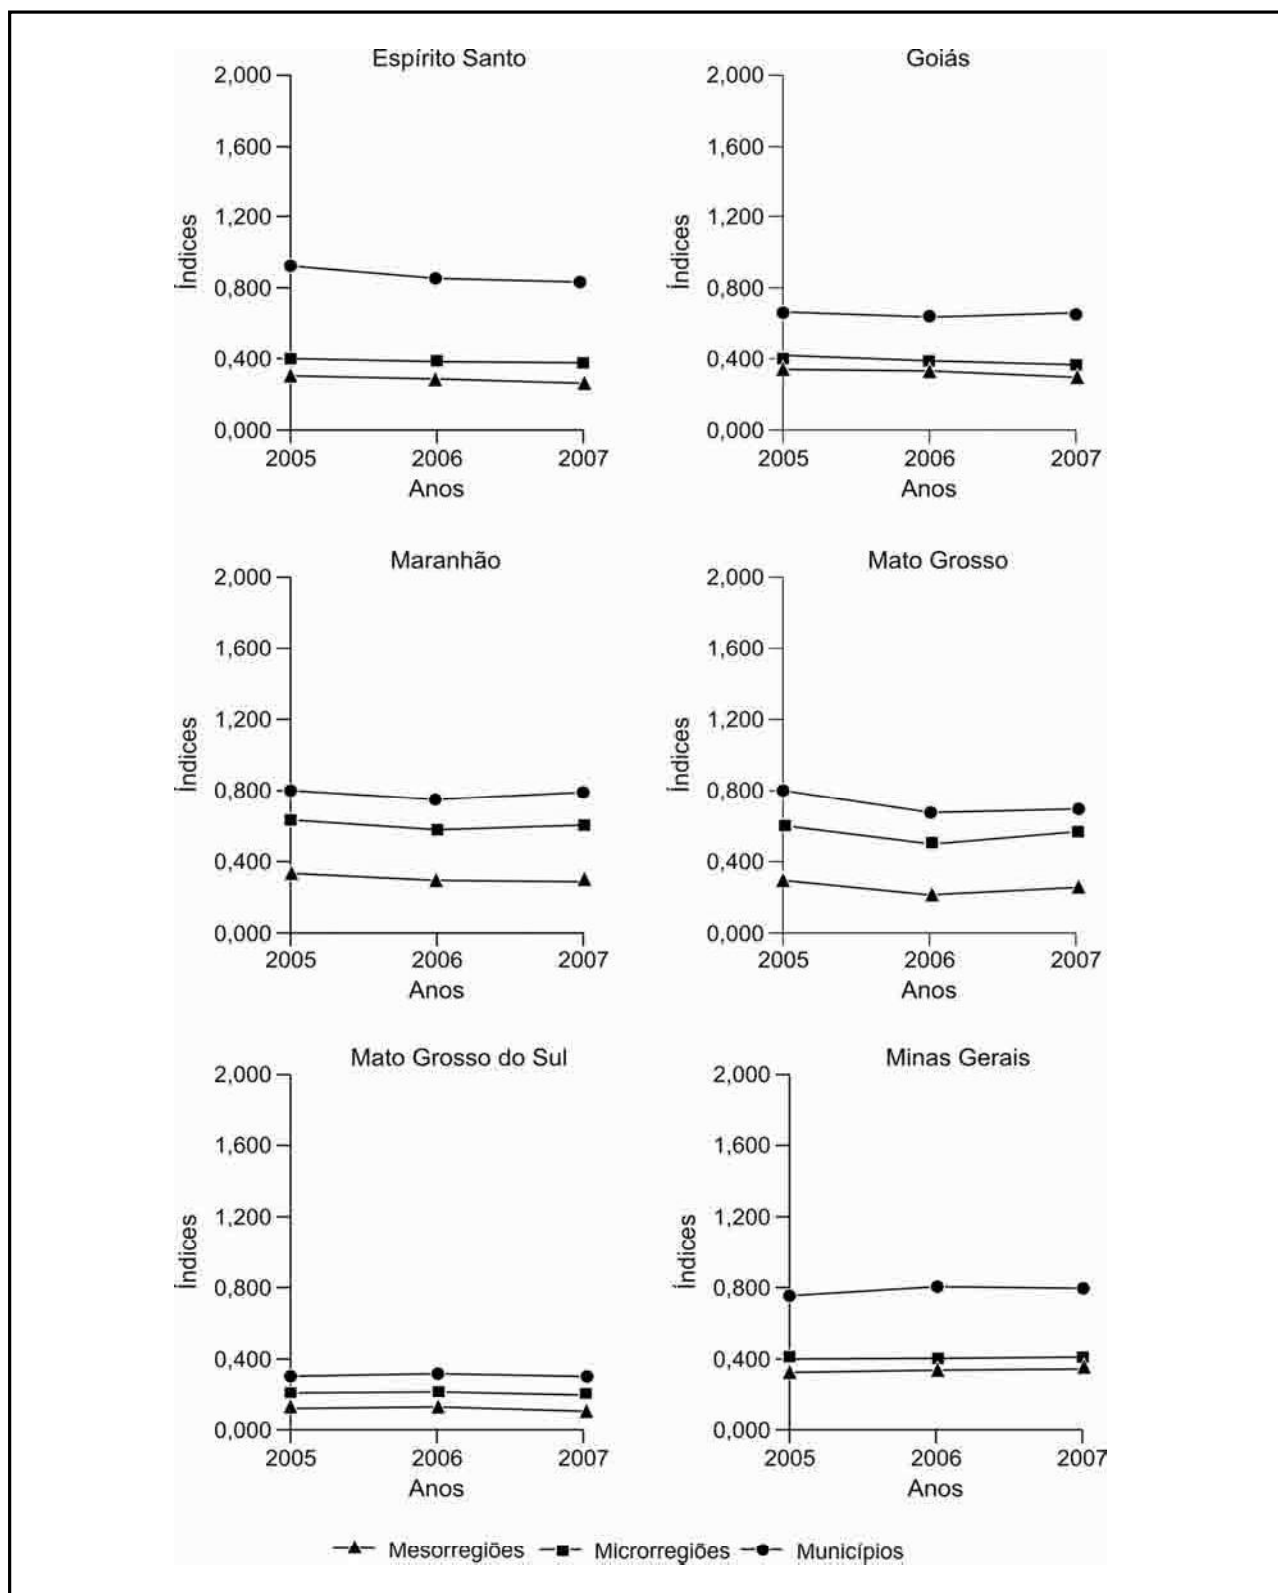 Espírito Santo
2,000
1,600
1,200
0,800
0,400
0,000
Índices
2005 2006 2007
Anos
Goiás
2,000
1,600
1,200
0,800
0,400
0,000
Índices
2005 2006 2007
Anos
Maranhão
2,000
1,600
1,200
0,800
0,400
0,000
Índices
2005 2006 2007
Anos
Mato Grosso
2,000
1,600
1,200
0,800
0,400
0,000
Índices
2005 2006 2007
Anos
Mato Grosso do Sul
2,000
1,600
1,200
0,800
0,400
0,000
Índices
2005 2006 2007
Anos
Minas Gerais
2,000
1,600
1,200
0,800
0,400
0,000
Índices
2005 2006 2007
Anos
Mesorregiões Microrregiões Municípios